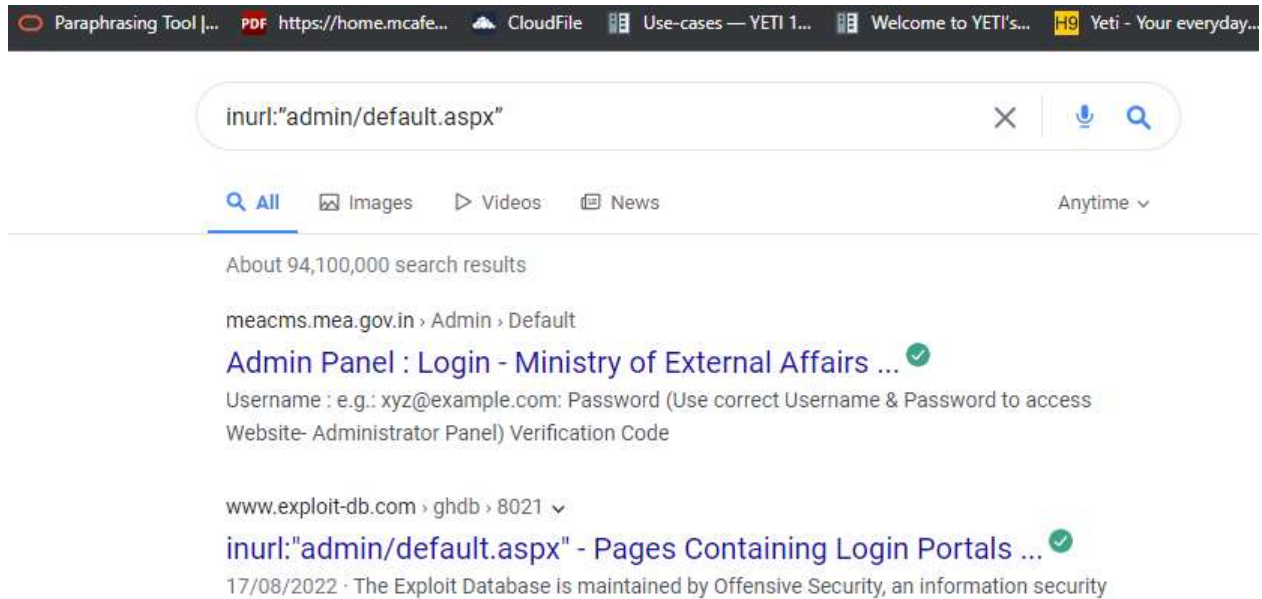 Paraphrasing Tool |... PDF https://home.mcafe... CloudFile Use-cases — YETI 1... Welcome to YETI's... H9 Yeti - Your everyday...
inurl:"admin/default.aspx"
All Images Videos News Anytime
About 94,100,000 search results
meacms.mea.gov.in › Admin › Default
Admin Panel : Login - Ministry of External Affairs ...
Username : e.g.: xyz@example.com: Password (Use correct Username & Password to access
Website- Administrator Panel) Verification Code
www.exploit-db.com › ghdb › 8021
inurl:"admin/default.aspx" - Pages Containing Login Portals ...
17/08/2022 · The Exploit Database is maintained by Offensive Security, an information security